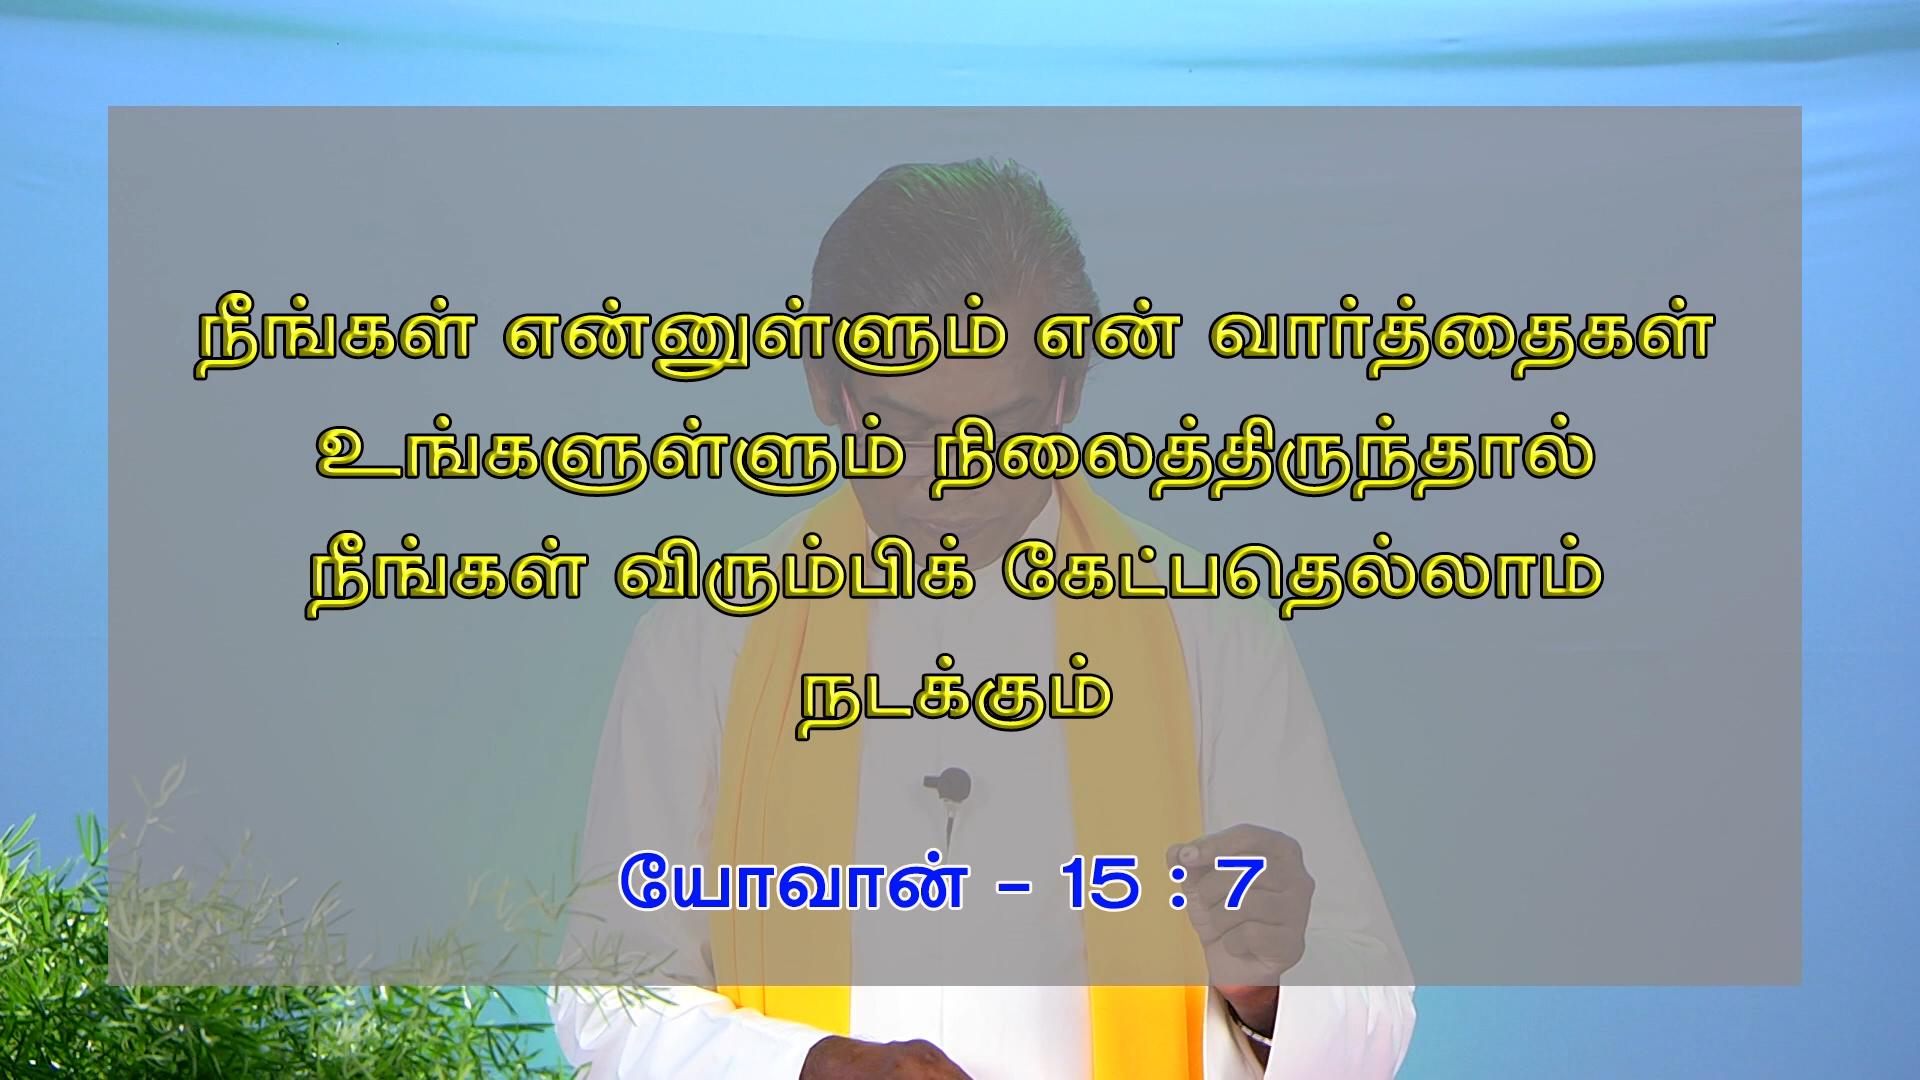 நீங்கள் என்னுள்ளும் என் வார்த்தைகள்
உங்களுள்ளும் நிலைத்திருந்தால்
நீங்கள் விரும்பிக் கேட்பதெல்லாம்
நடக்கும்
யோவான் - 15 : 7